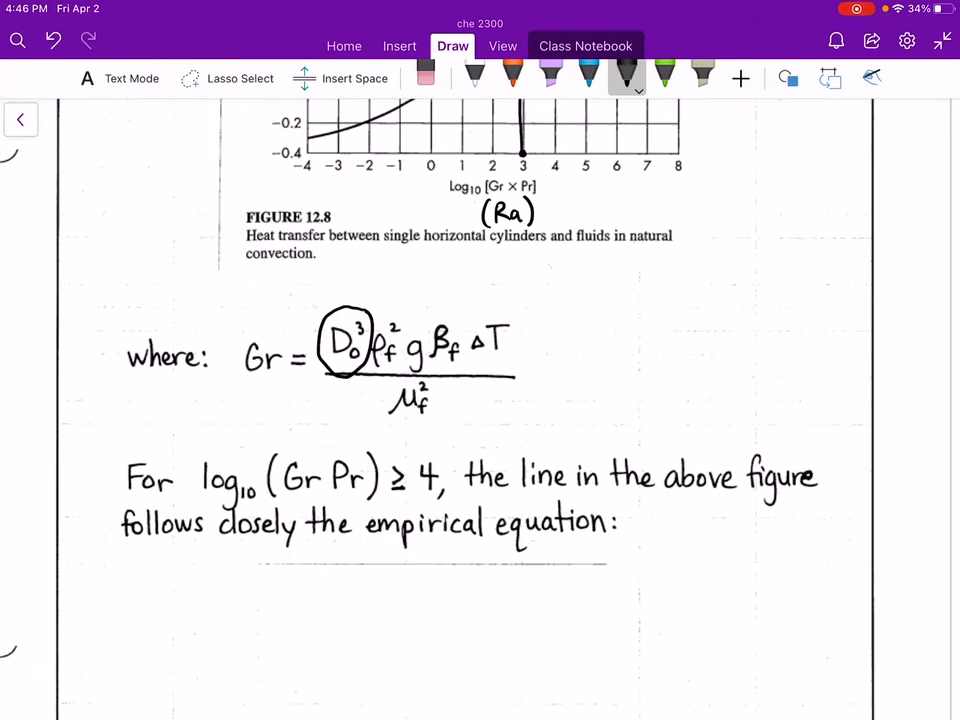 4:46 PM Fri Apr 2
34%
che 2300
Home Insert Draw View Class Notebook
A Text Mode Lasso Select Insert Space
-0.2
-0.4
-4 -3 -2 -1 0 1 2 3 4 5 6 7 8
Log₁₀ [Gr × Pr]
(Ra)
FIGURE 12.8
Heat transfer between single horizontal cylinders and fluids in natural
convection.
where: Gr = D₀³ ρf² g βf ΔT
μf²
For log₁₀ (Gr Pr) ≥ 4, the line in the above figure
follows closely the empirical equation: